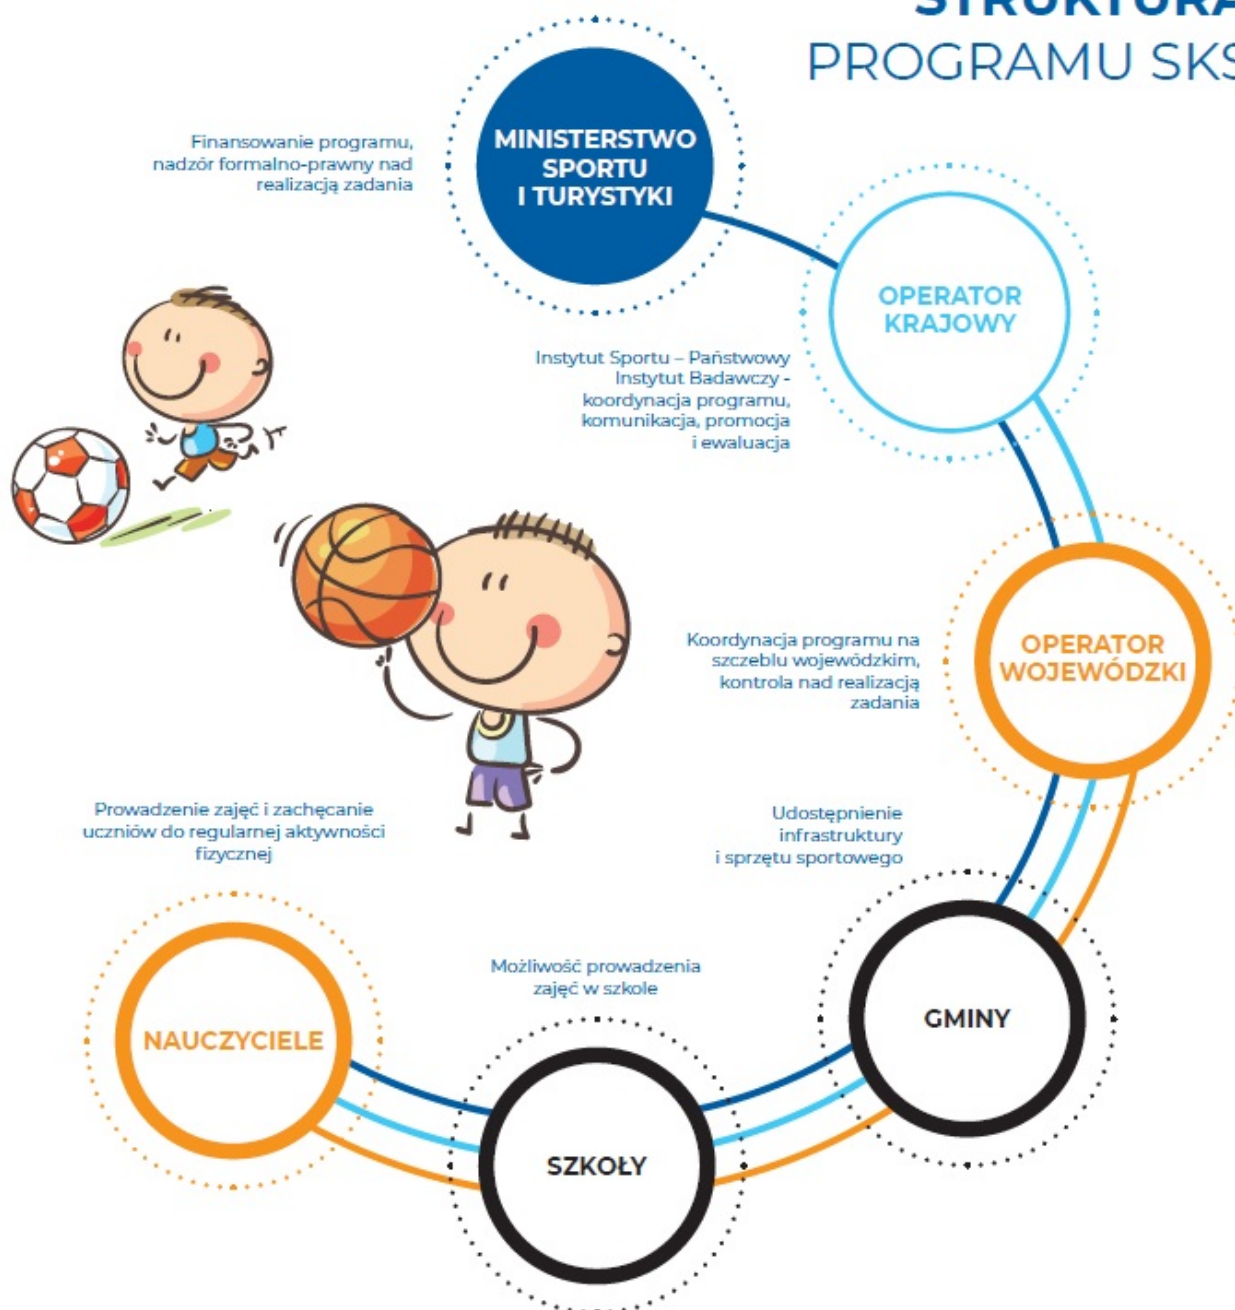 STRUKTURA
PROGRAMU SKS
Finansowanie programu,
nadzór formalno-prawny nad
realizacją zadania
MINISTERSTWO
SPORTU
I TURYSTYKI
OPERATOR
KRAJOWY
Instytut Sportu – Państwowy
Instytut Badawczy -
koordynacja programu,
komunikacja, promocja
i ewaluacja
OPERATOR
WOJEWÓDZKI
Koordynacja programu na
szczeblu wojewódzkim,
kontrola nad realizacją
zadania
Udostępnienie
infrastruktury
i sprzętu sportowego
GMINY
Możliwość prowadzenia
zajęć w szkole
SZKOŁY
Prowadzenie zajęć i zachęcanie
uczniów do regularnej aktywności
fizycznej
NAUCZYCIELE